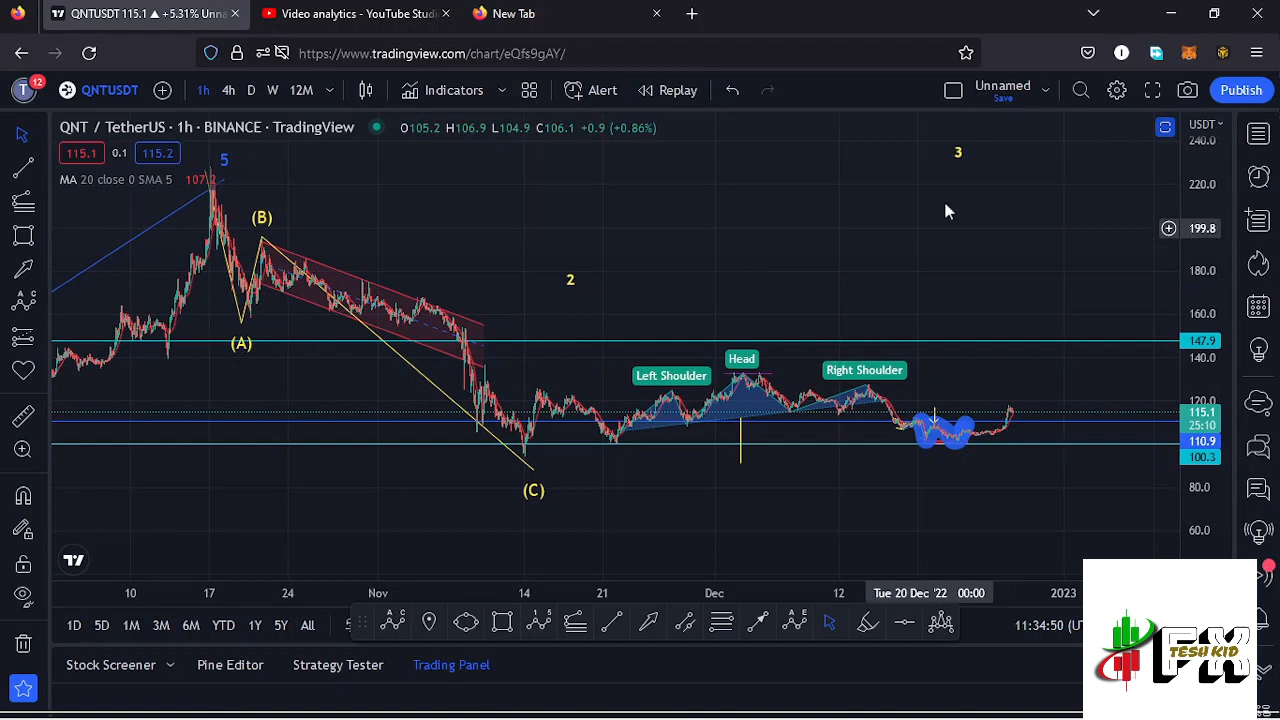 QNTUSDT 115.1 ▲ +5.31% Unna
Video analytics - YouTube Studi
New Tab
https://www.tradingview.com/chart/eQfs9gAY/
T 12
QNTUSDT
1h 4h D W 12M
Indicators
Alert
Replay
Unnamed
Save
Publish
QNT / TetherUS · 1h · BINANCE · TradingView
O105.2 H106.9 L104.9 C106.1 +0.9 (+0.86%)
115.1 0.1 115.2
MA 20 close 0 SMA 5 107.2
USDT
240.0
220.0
199.8
180.0
160.0
147.9
140.0
120.0
115.1
25:10
110.9
100.3
80.0
60.0
5
(B)
(A)
(C)
2
3
Left Shoulder
Head
Right Shoulder
10 17 24 Nov 14 21 Dec 12 Tue 20 Dec '22 00:00 2023
1D 5D 1M 3M 6M YTD 1Y 5Y All
11:34:50 (U
Stock Screener
Pine Editor
Strategy Tester
Trading Panel
FX
TESH KID